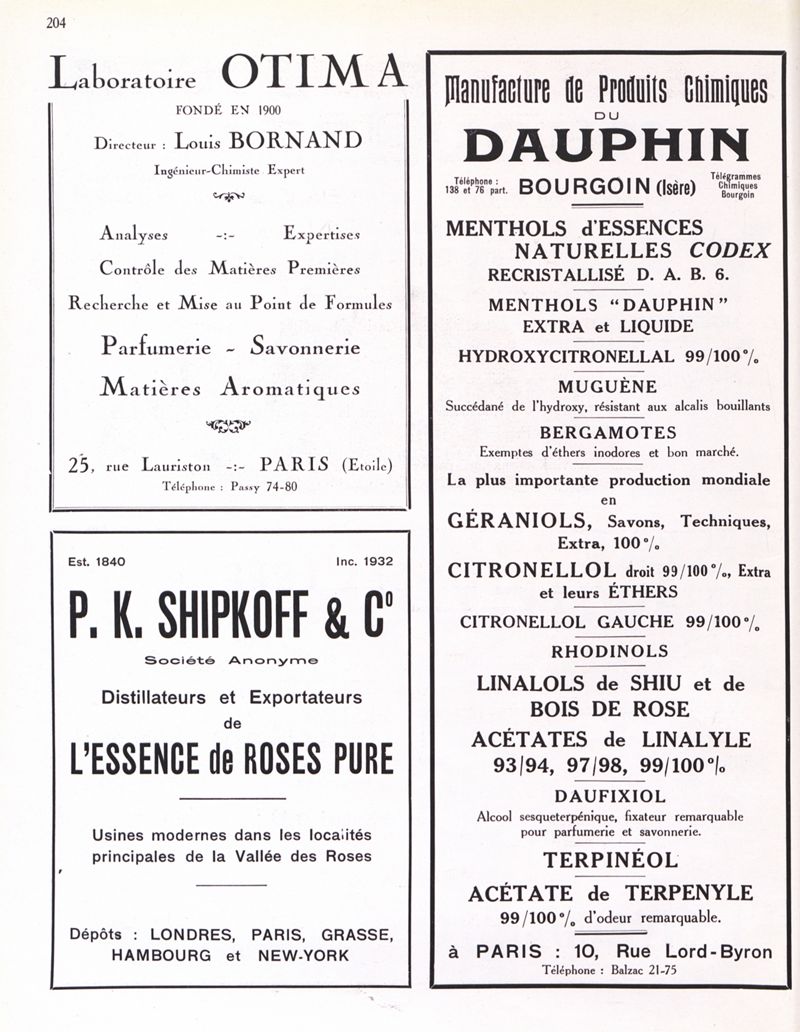 204
Laboratoire OTIMA
FONDÉ EN 1900
Directeur : Louis BORNAND
Ingénieur-Chimiste Expert
Analyses -:- Expertises
Contrôle des Matières Premières
Recherche et Mise au Point de Formules
Parfumerie - Savonnerie
Matières Aromatiques
25, rue Lauriston -:- PARIS (Etoile)
Téléphone : Passy 74-80
Est. 1840 Inc. 1932
P. K. SHIPKOFF & Cº
Société Anonyme
Distillateurs et Exportateurs
de
L'ESSENCE de ROSES PURE
Usines modernes dans les localités
principales de la Vallée des Roses
Dépôts : LONDRES, PARIS, GRASSE,
HAMBOURG et NEW-YORK
Manufacture de Produits Chimiques
DU
DAUPHIN
Téléphone :
138 et 76 part.
BOURGOIN (Isère)
Télégrammes
Chimiques
Bourgoin
MENTHOLS d'ESSENCES
NATURELLES CODEX
RECRISTALLISÉ D. A. B. 6.
MENTHOLS "DAUPHIN"
EXTRA et LIQUIDE
HYDROXYCITRONELLAL 99/100%
MUGUÈNE
Succédané de l'hydroxy, résistant aux alcalis bouillants
BERGAMOTES
Exemptes d'éthers inodores et bon marché.
La plus importante production mondiale
en
GÉRANIOLS, Savons, Techniques,
Extra, 100%
CITRONELLOL droit 99/100%, Extra
et leurs ÉTHERS
CITRONELLOL GAUCHE 99/100%
RHODINOLS
LINALOLS de SHIU et de
BOIS DE ROSE
ACÉTATES de LINALYLE
93/94, 97/98, 99/100%
DAUFIXIOL
Alcool sesqueterpénique, fixateur remarquable
pour parfumerie et savonnerie.
TERPINÉOL
ACÉTATE de TERPENYLE
99/100% d'odeur remarquable.
à PARIS : 10, Rue Lord-Byron
Téléphone : Balzac 21-75